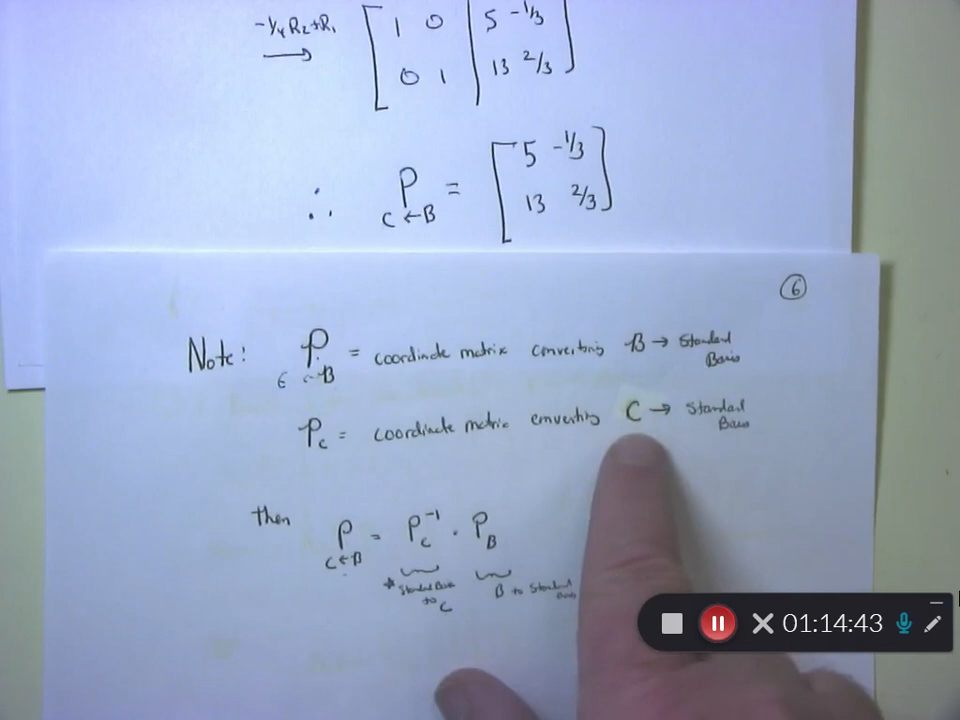 -1/4 R2+R1 [ 1 0 | 5 -1/3
→ 0 1 | 13 2/3 ]
∴ P C←B = [ 5 -1/3
13 2/3 ]
6
Note: P ε←B = coordinate matrix converting B → Standard Basis
Pc = coordinate matrix converting C → Standard Basis
then P C←B = Pc⁻¹ · PB
* Standard Basis to C B to Standard Basis
01:14:43